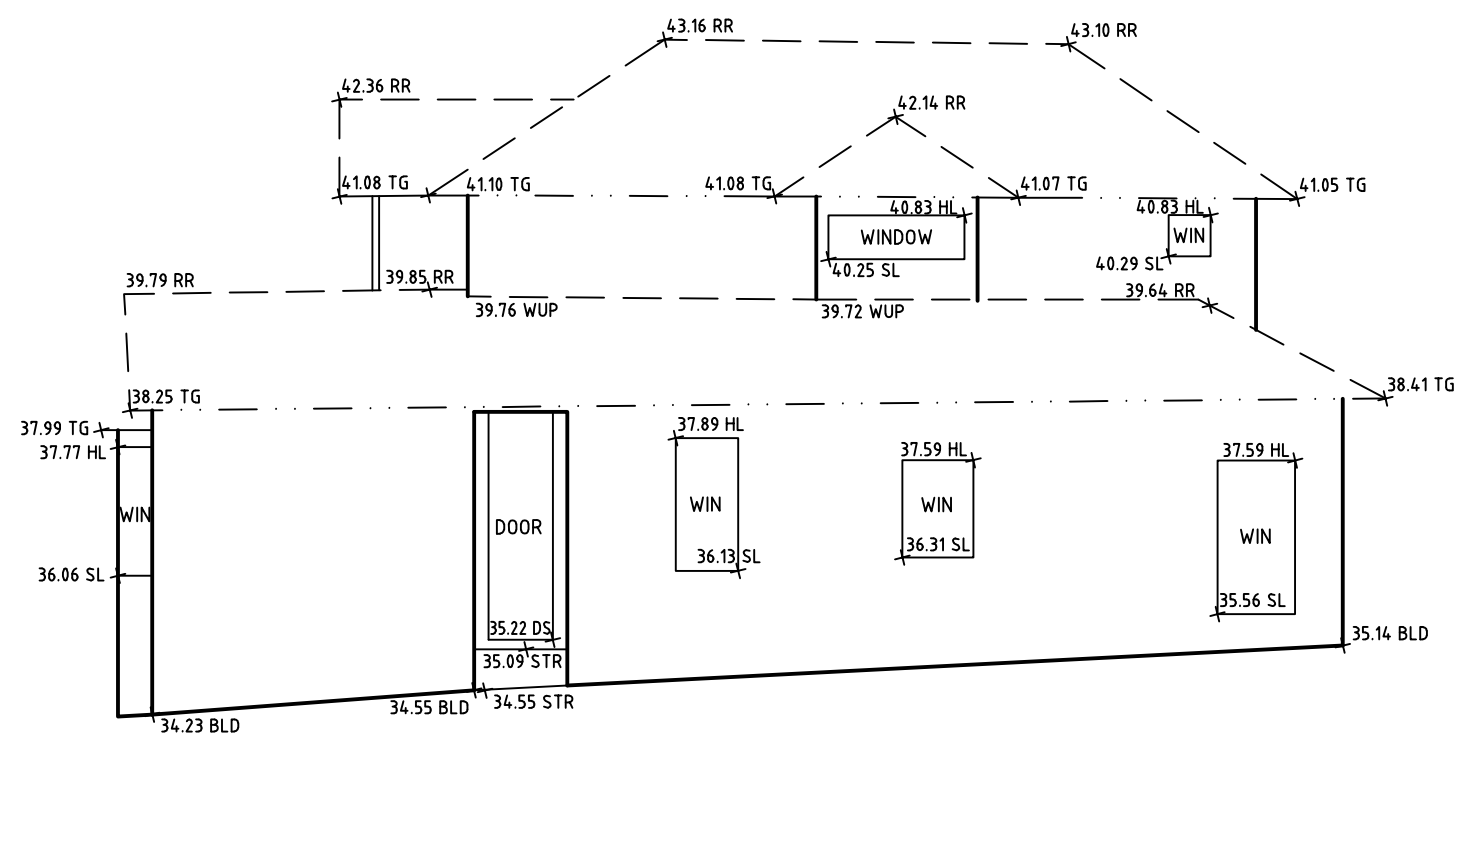 43.16 RR
43.10 RR
42.36 RR
42.14 RR
41.08 TG
41.10 TG
41.08 TG
41.07 TG
41.05 TG
40.83 HL
40.83 HL
WINDOW
WIN
40.25 SL
40.29 SL
39.79 RR
39.85 RR
39.64 RR
39.76 WUP
39.72 WUP
38.25 TG
38.41 TG
37.99 TG
37.77 HL
37.89 HL
37.59 HL
37.59 HL
WIN
DOOR
WIN
WIN
WIN
36.06 SL
36.13 SL
36.31 SL
35.56 SL
35.22 DS
35.09 STR
35.14 BLD
34.23 BLD
34.55 BLD
34.55 STR